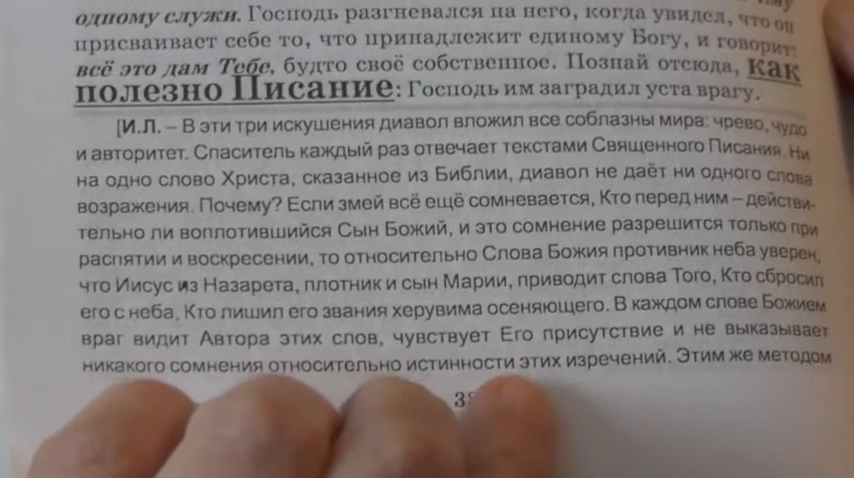 одному служи. Господь разгневался на него, когда увидел, что он
присваивает себе то, что принадлежит единому Богу, и говорит:
всё это дам Тебе, будто своё собственное. Познай отсюда, как
полезно Писание: Господь им заградил уста врагу.
[И.Л. – В эти три искушения диавол вложил все соблазны мира: чрево, чудо
и авторитет. Спаситель каждый раз отвечает текстами Священного Писания. Ни
на одно слово Христа, сказанное из Библии, диавол не даёт ни одного слова
возражения. Почему? Если змей всё ещё сомневается, Кто перед ним – действи-
тельно ли воплотившийся Сын Божий, и это сомнение разрешится только при
распятии и воскресении, то относительно Слова Божия противник неба уверен,
что Иисус из Назарета, плотник и сын Марии, приводит слова Того, Кто сбросил
его с неба, Кто лишил его звания херувима осеняющего. В каждом слове Божием
враг видит Автора этих слов, чувствует Его присутствие и не выказывает
никакого сомнения относительно истинности этих изречений. Этим же методом